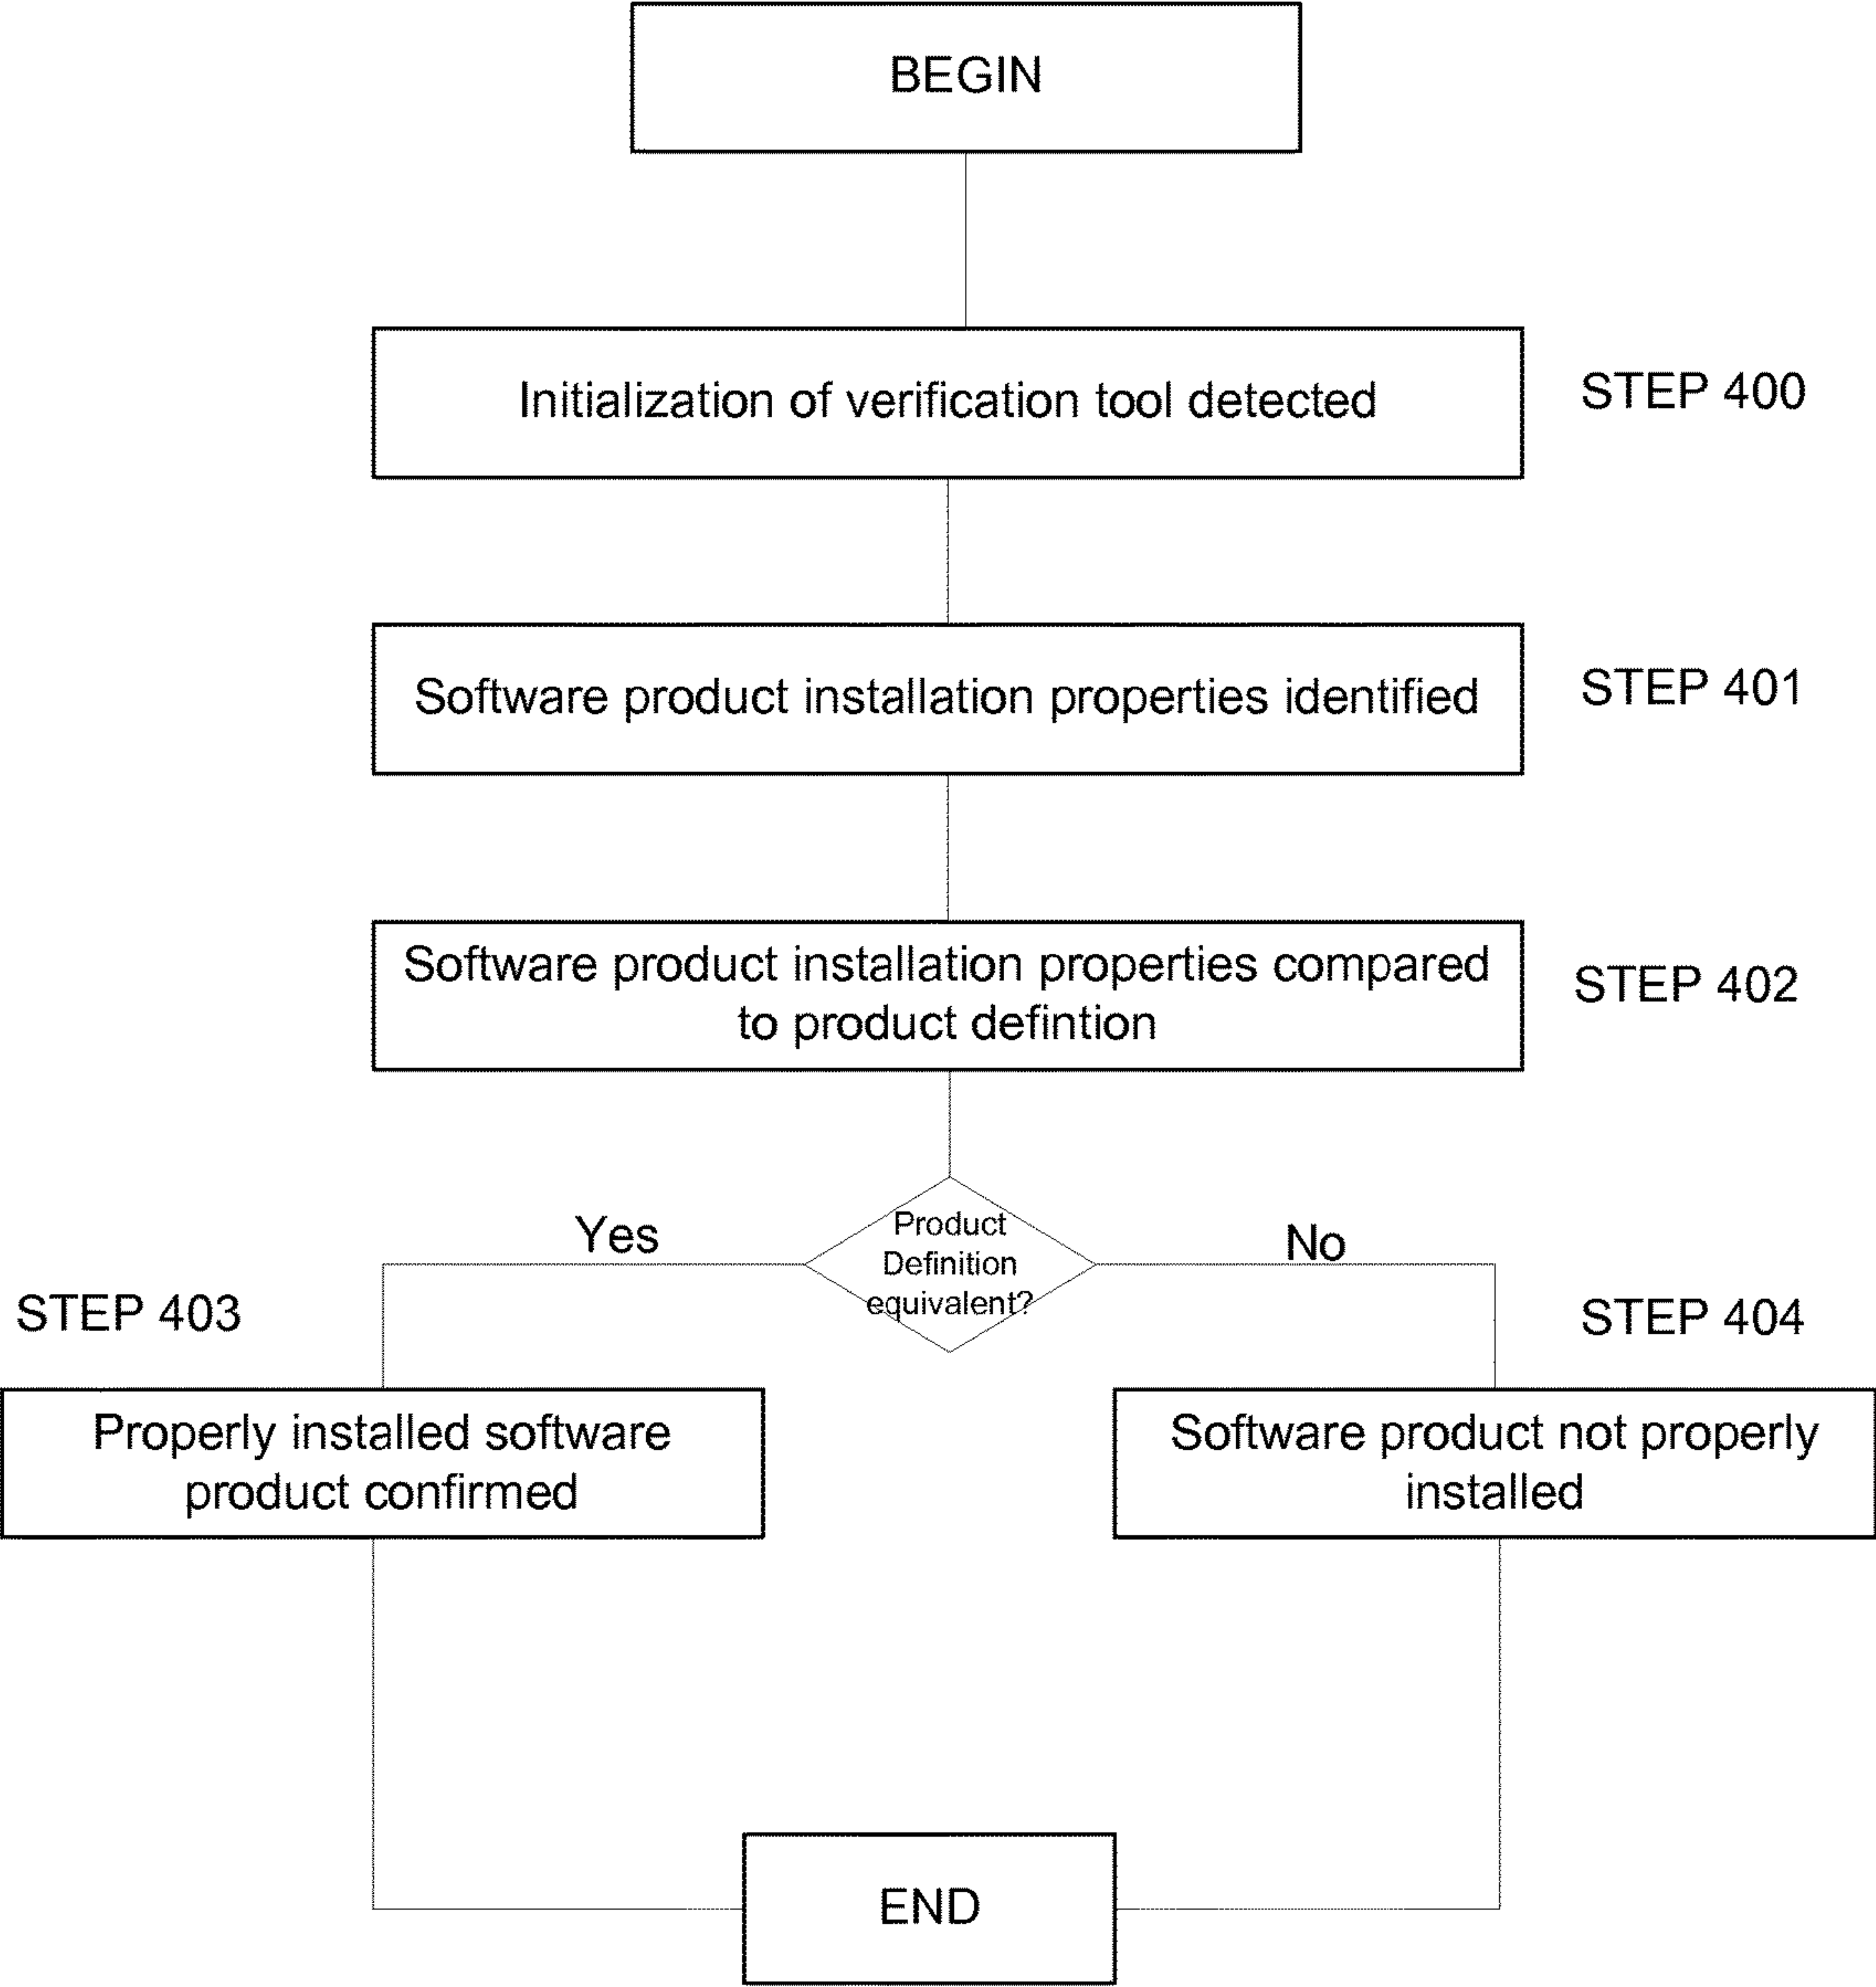 BEGIN
Initialization of verification tool detected
STEP 400
Software product installation properties identified
STEP 401
Software product installation properties compared
to product defintion
STEP 402
Product
Definition
equivalent?
Yes
No
STEP 403
STEP 404
Properly installed software
product confirmed
Software product not properly
installed
END